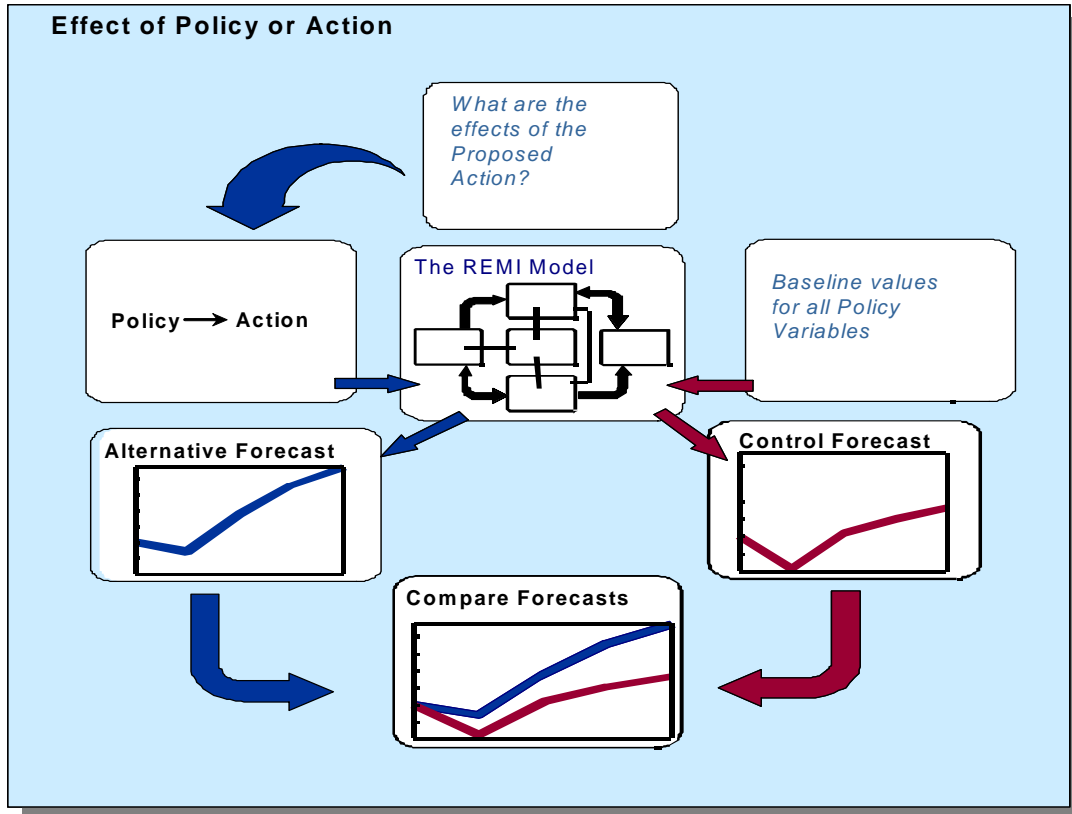 Effect of Policy or Action
What are the
effects of the
Proposed
Action?
Policy Action
The REMI Model
Baseline values
for all Policy
Variables
Alternative Forecast
Control Forecast
Compare Forecasts